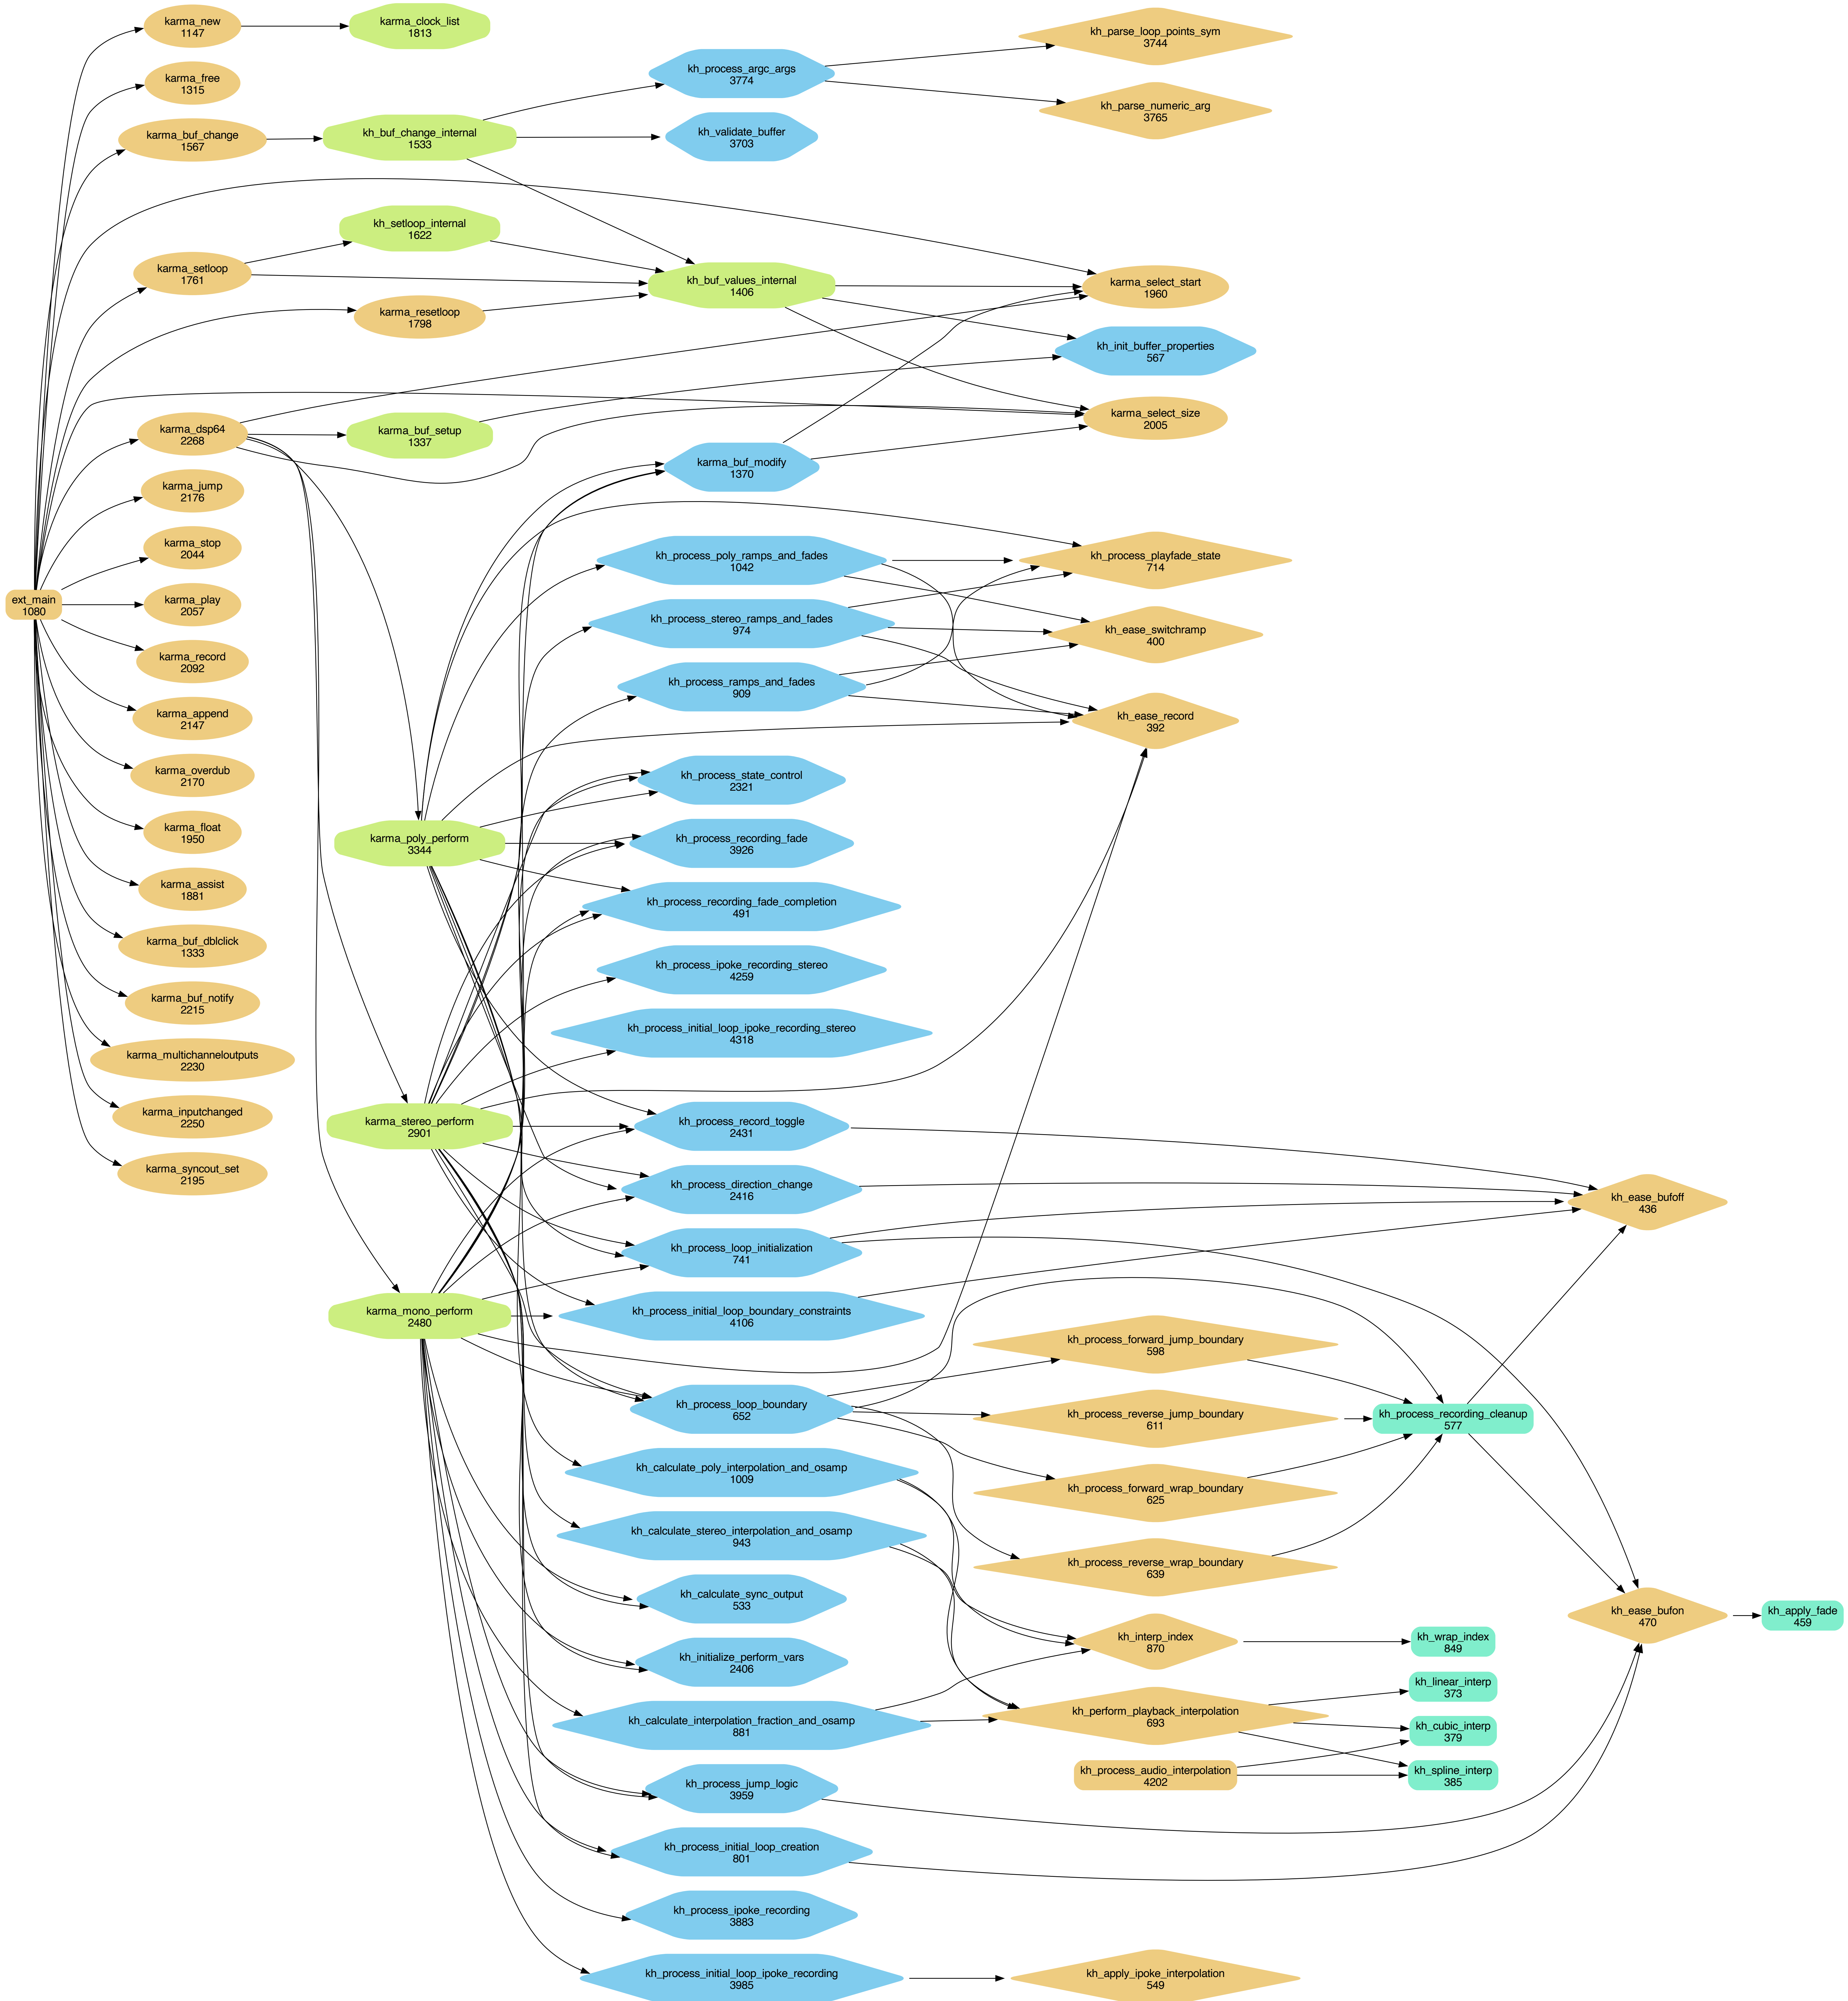 ext_main
1080
karma_new
1147
karma_free
1315
karma_buf_change
1567
karma_setloop
1761
karma_dsp64
2268
karma_jump
2176
karma_stop
2044
karma_play
2057
karma_record
2092
karma_append
2147
karma_overdub
2170
karma_float
1950
karma_assist
1881
karma_buf_dblclick
1333
karma_buf_notify
2215
karma_multichanneloutputs
2230
karma_inputchanged
2250
karma_syncout_set
2195
karma_clock_list
1813
kh_buf_change_internal
1533
kh_setloop_internal
1622
karma_resetloop
1798
karma_buf_setup
1337
karma_poly_perform
3344
karma_stereo_perform
2901
karma_mono_perform
2480
kh_process_argc_args
3774
kh_validate_buffer
3703
kh_buf_values_internal
1406
karma_buf_modify
1370
kh_process_poly_ramps_and_fades
1042
kh_process_stereo_ramps_and_fades
974
kh_process_ramps_and_fades
909
kh_process_state_control
2321
kh_process_recording_fade
3926
kh_process_recording_fade_completion
491
kh_process_ipoke_recording_stereo
4259
kh_process_initial_loop_ipoke_recording_stereo
4318
kh_process_record_toggle
2431
kh_process_direction_change
2416
kh_process_loop_initialization
741
kh_process_initial_loop_boundary_constraints
4106
kh_process_loop_boundary
652
kh_calculate_poly_interpolation_and_osamp
1009
kh_calculate_stereo_interpolation_and_osamp
943
kh_calculate_sync_output
533
kh_initialize_perform_vars
2406
kh_calculate_interpolation_fraction_and_osamp
881
kh_process_jump_logic
3959
kh_process_initial_loop_creation
801
kh_process_ipoke_recording
3883
kh_process_initial_loop_ipoke_recording
3985
kh_parse_loop_points_sym
3744
kh_parse_numeric_arg
3765
karma_select_start
1960
kh_init_buffer_properties
567
karma_select_size
2005
kh_process_playfade_state
714
kh_ease_switchramp
400
kh_ease_record
392
kh_process_forward_jump_boundary
598
kh_process_reverse_jump_boundary
611
kh_process_forward_wrap_boundary
625
kh_process_reverse_wrap_boundary
639
kh_interp_index
870
kh_perform_playback_interpolation
693
kh_process_audio_interpolation
4202
kh_apply_ipoke_interpolation
549
kh_process_recording_cleanup
577
kh_wrap_index
849
kh_linear_interp
373
kh_cubic_interp
379
kh_spline_interp
385
kh_ease_bufoff
436
kh_ease_bufon
470
kh_apply_fade
459